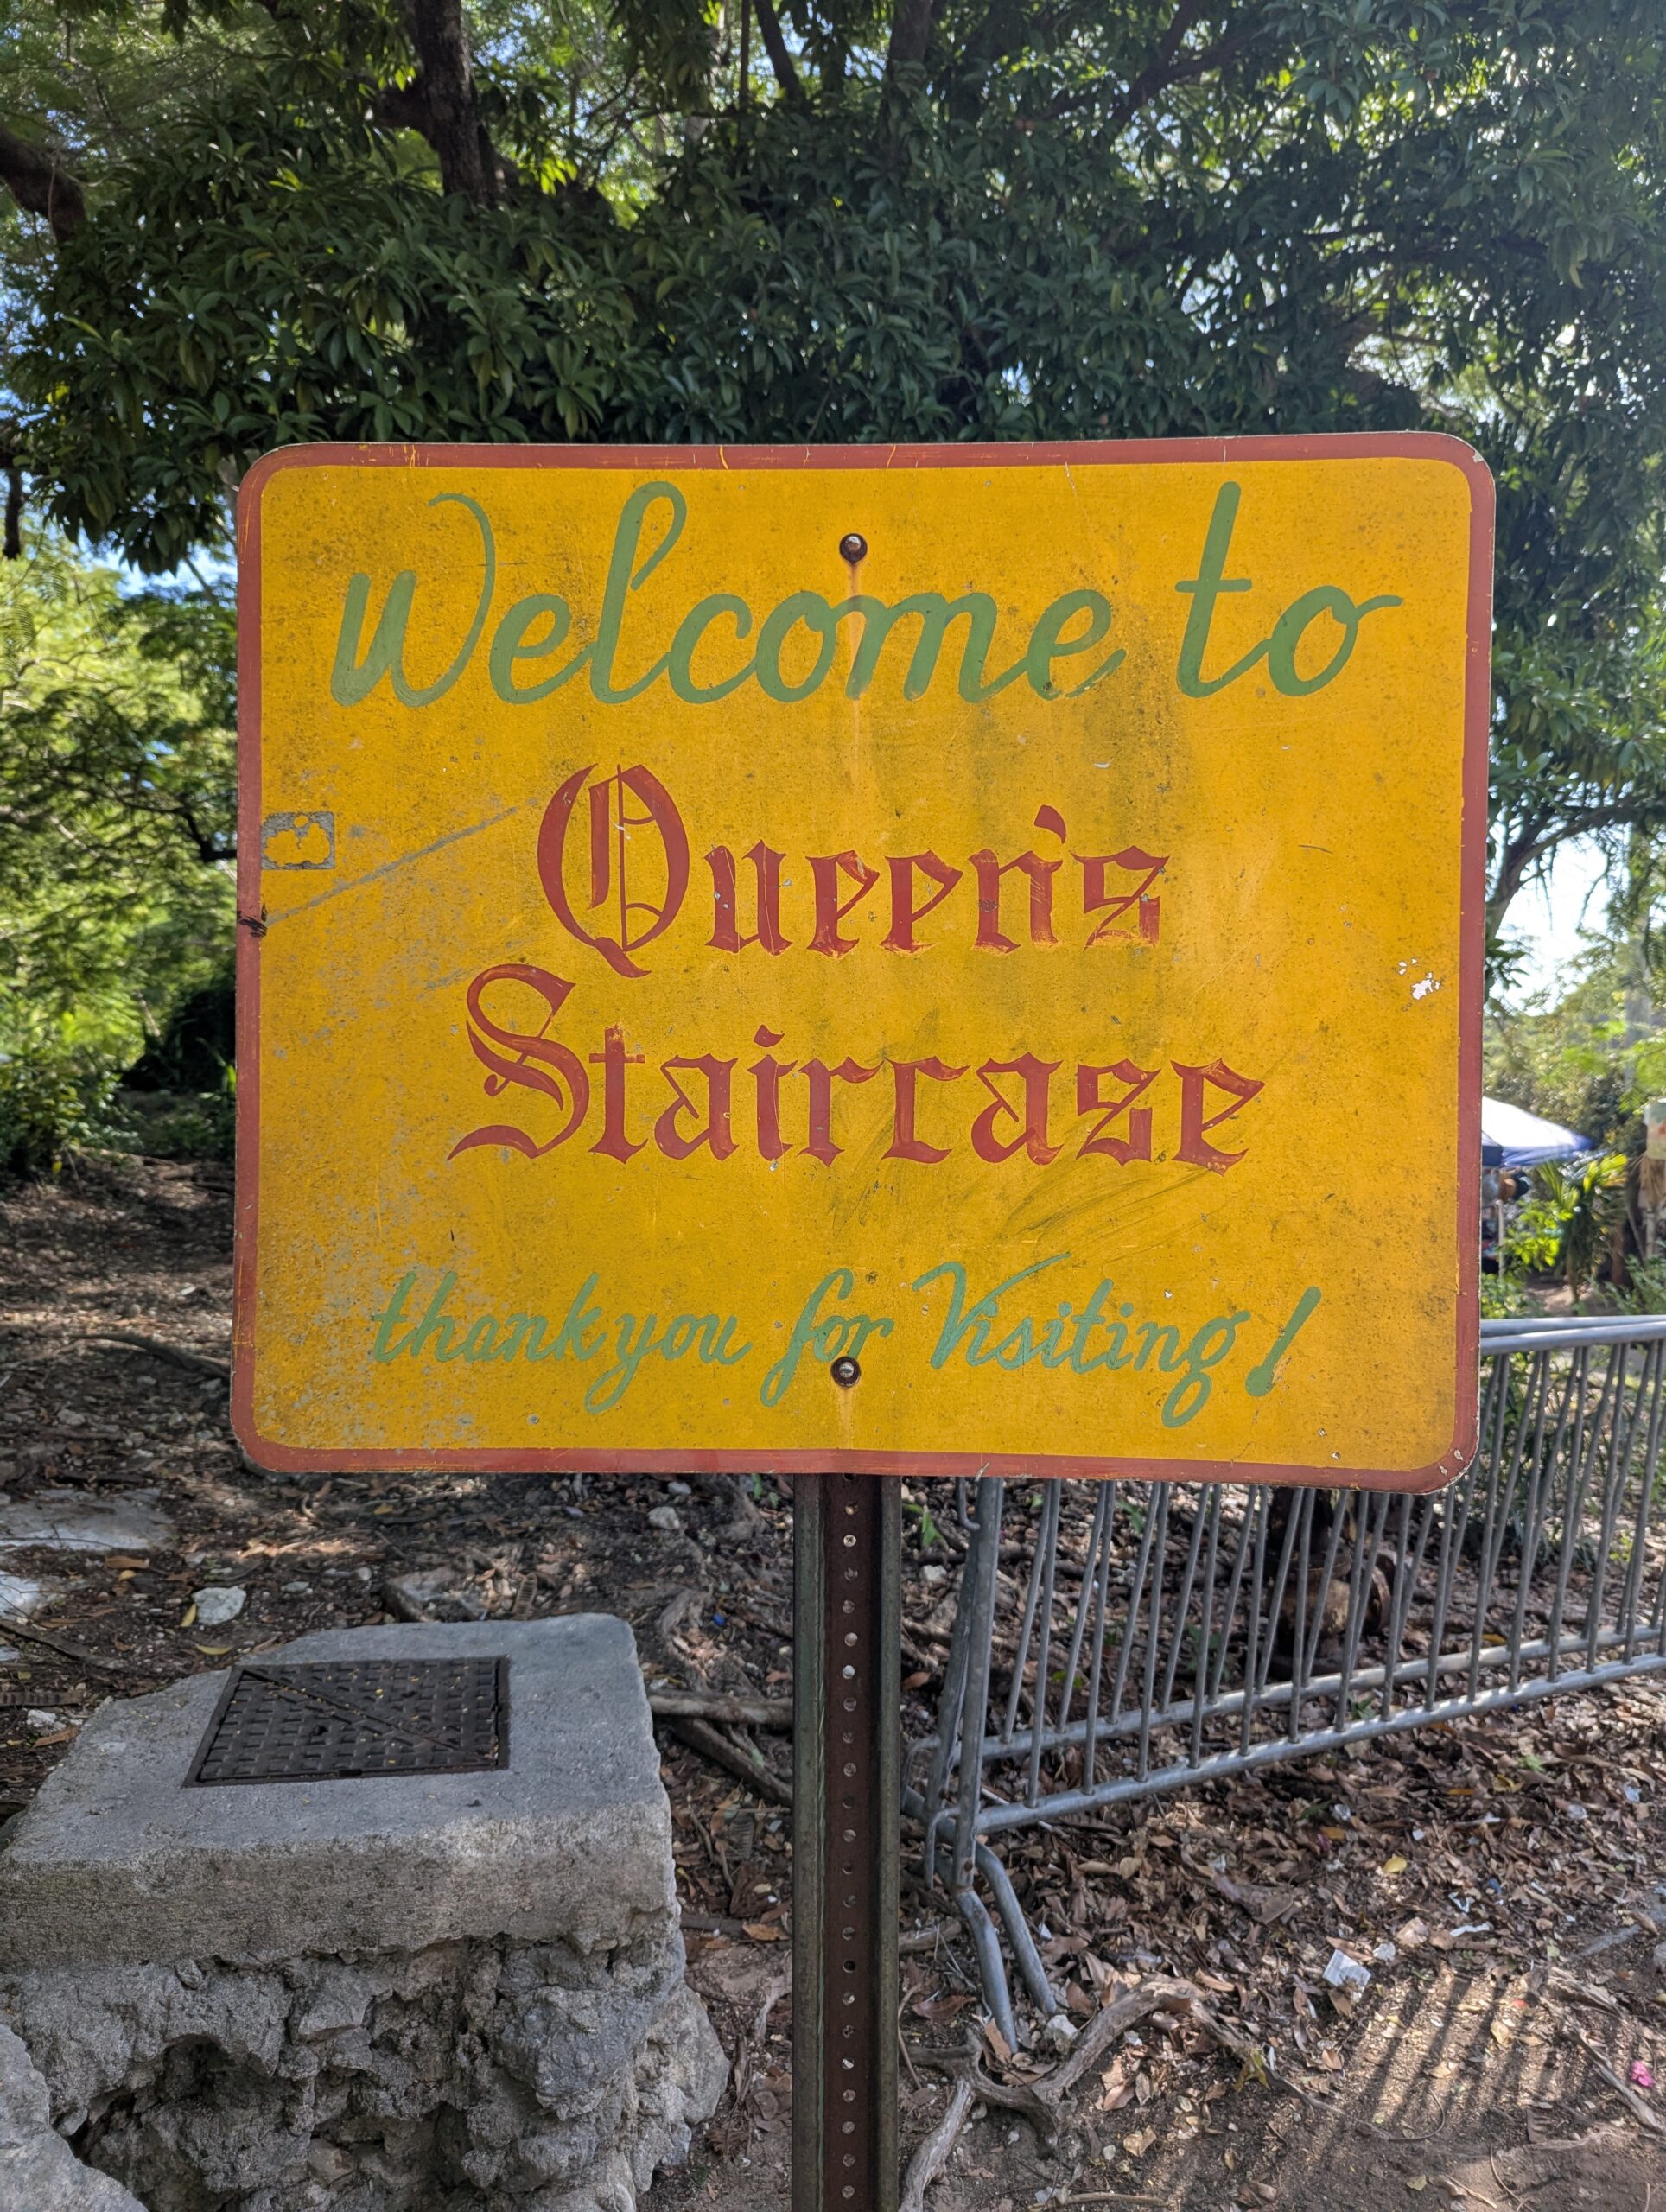 Welcome to
Queen's
Staircase
thank you for Visiting!